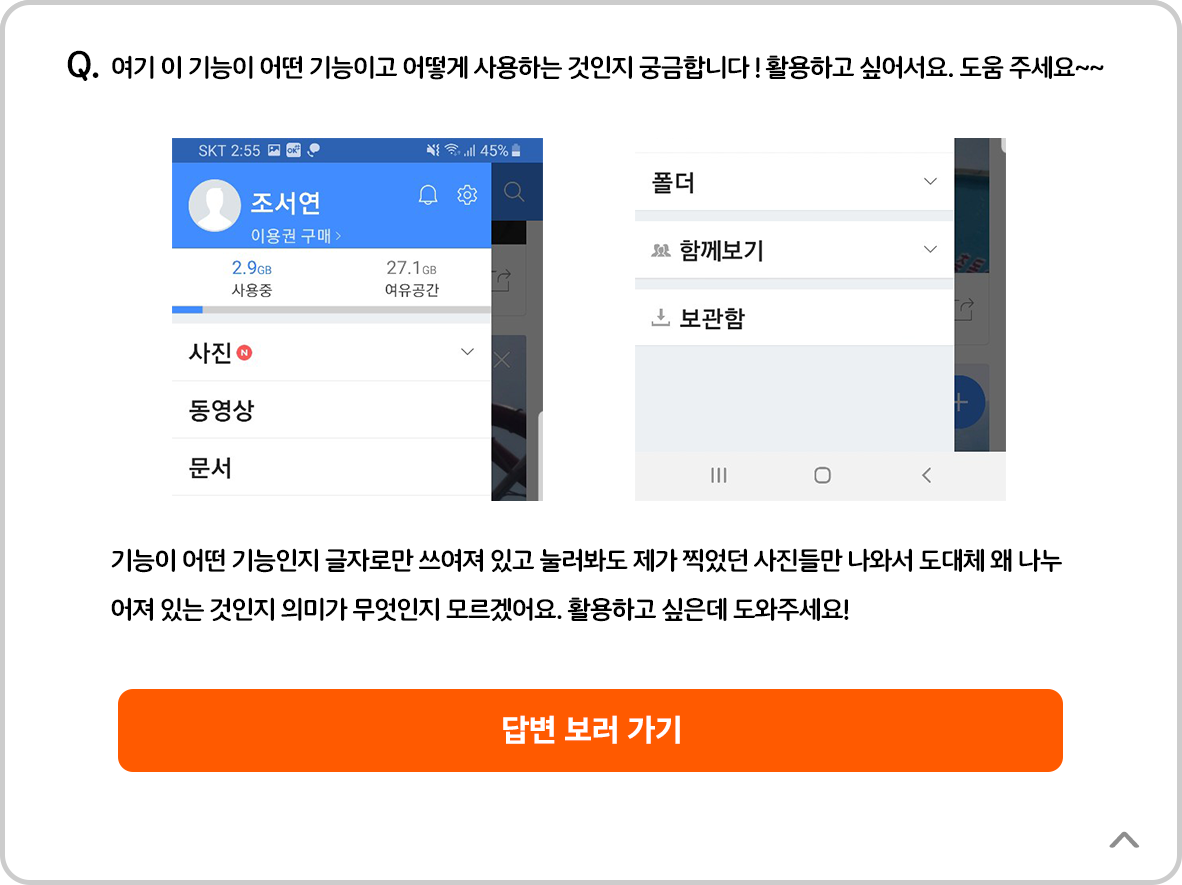 Q. 여기 이 기능이 어떤 기능이고 어떻게 사용하는 것인지 궁금합니다 ! 활용하고 싶어서요. 도움 주세요~~
SKT 2:55 OK 45%
조서연
이용권 구매 >
2.9GB 27.1GB
사용중 여유공간
사진 N
동영상
문서
폴더
함께보기
보관함
기능이 어떤 기능인지 글자로만 쓰여져 있고 눌러봐도 제가 찍었던 사진들만 나와서 도대체 왜 나누
어져 있는 것인지 의미가 무엇인지 모르겠어요. 활용하고 싶은데 도와주세요!
답변 보러 가기